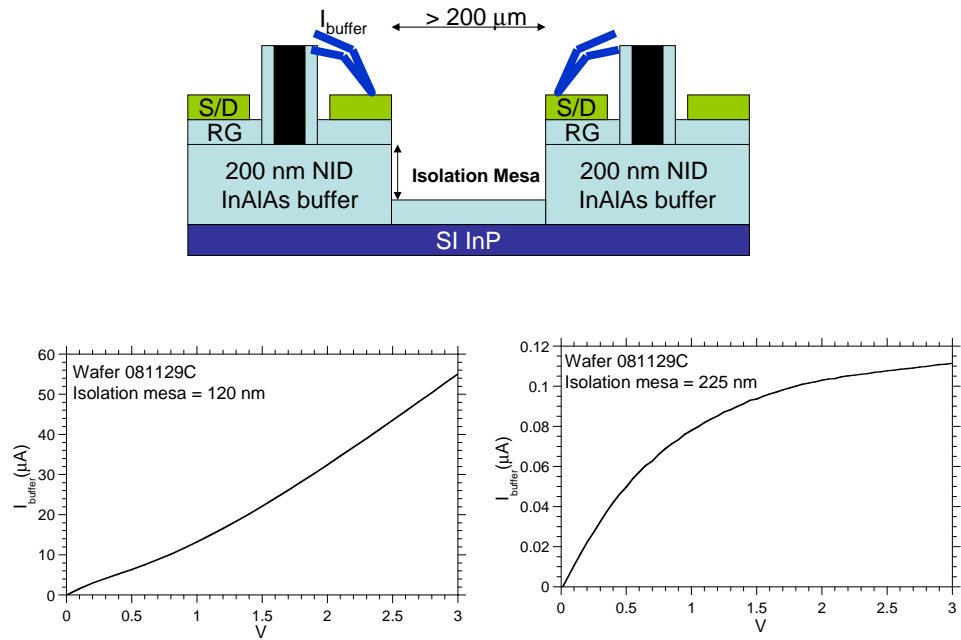 I buffer
> 200 µm
S/D
RG
200 nm NID
InAlAs buffer
Isolation Mesa
200 nm NID
InAlAs buffer
S/D
RG
SI InP
Wafer 081129C
Isolation mesa = 120 nm
I buffer (µA)
60
50
40
30
20
10
0
0 0.5 1 1.5 2 2.5 3
V
Wafer 081129C
Isolation mesa = 225 nm
I buffer (µA)
0.12
0.1
0.08
0.06
0.04
0.02
0
0 0.5 1 1.5 2 2.5 3
V